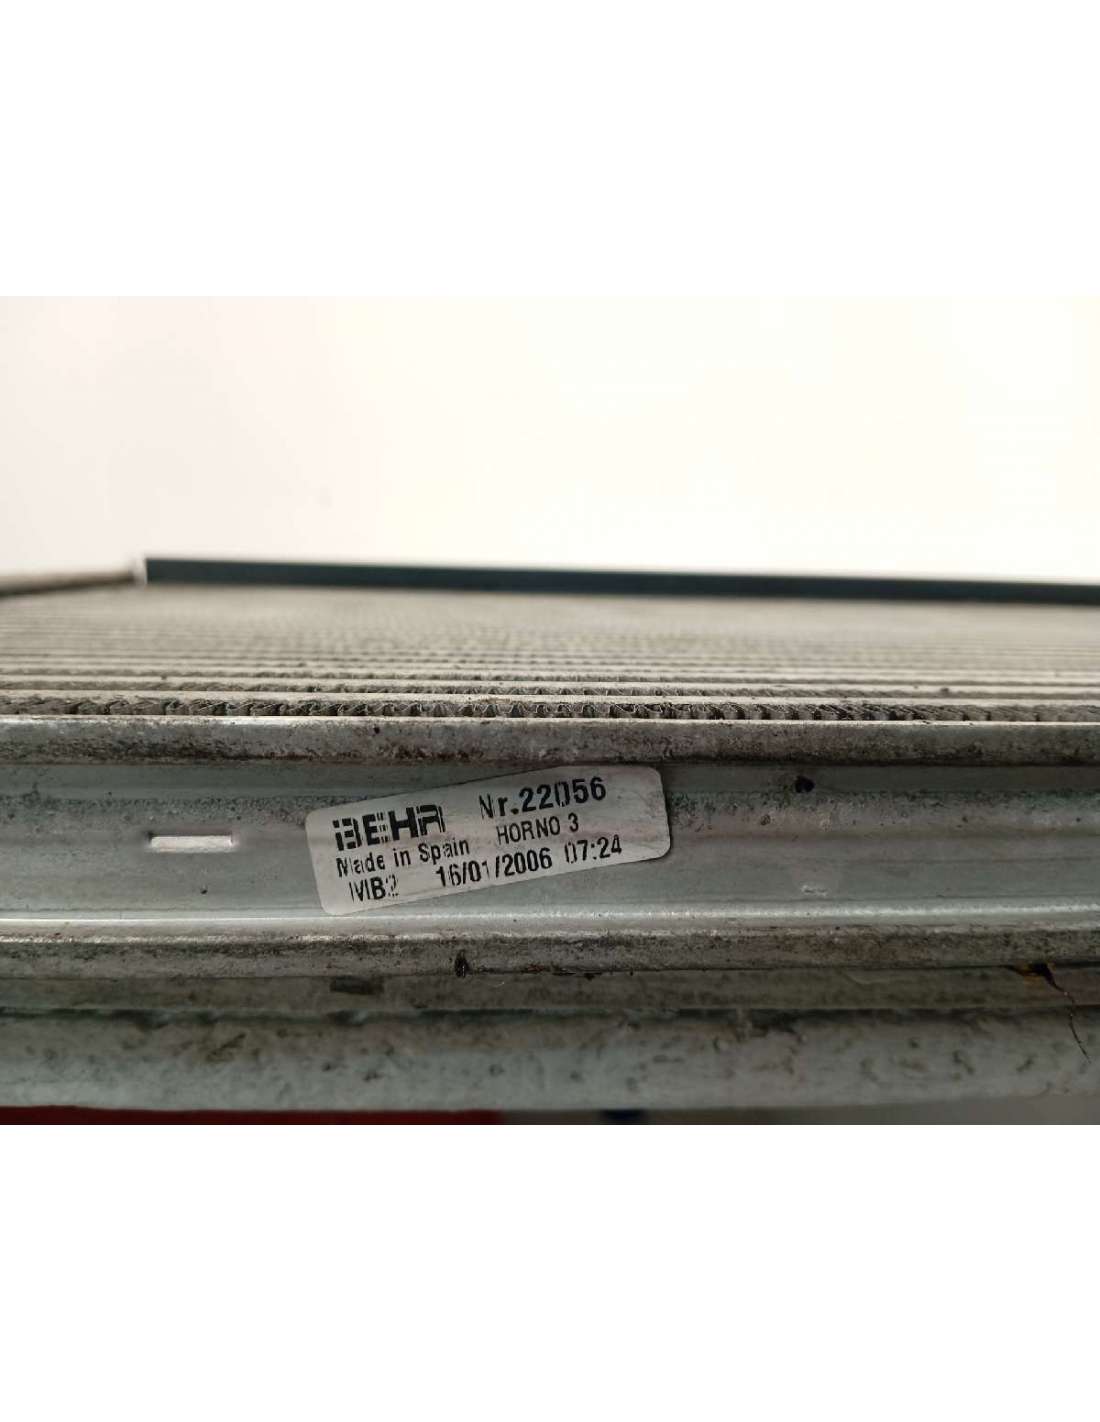 BEHR Nr.22056
Made in Spain HORNO 3
MB2 16/01/2006 07:24